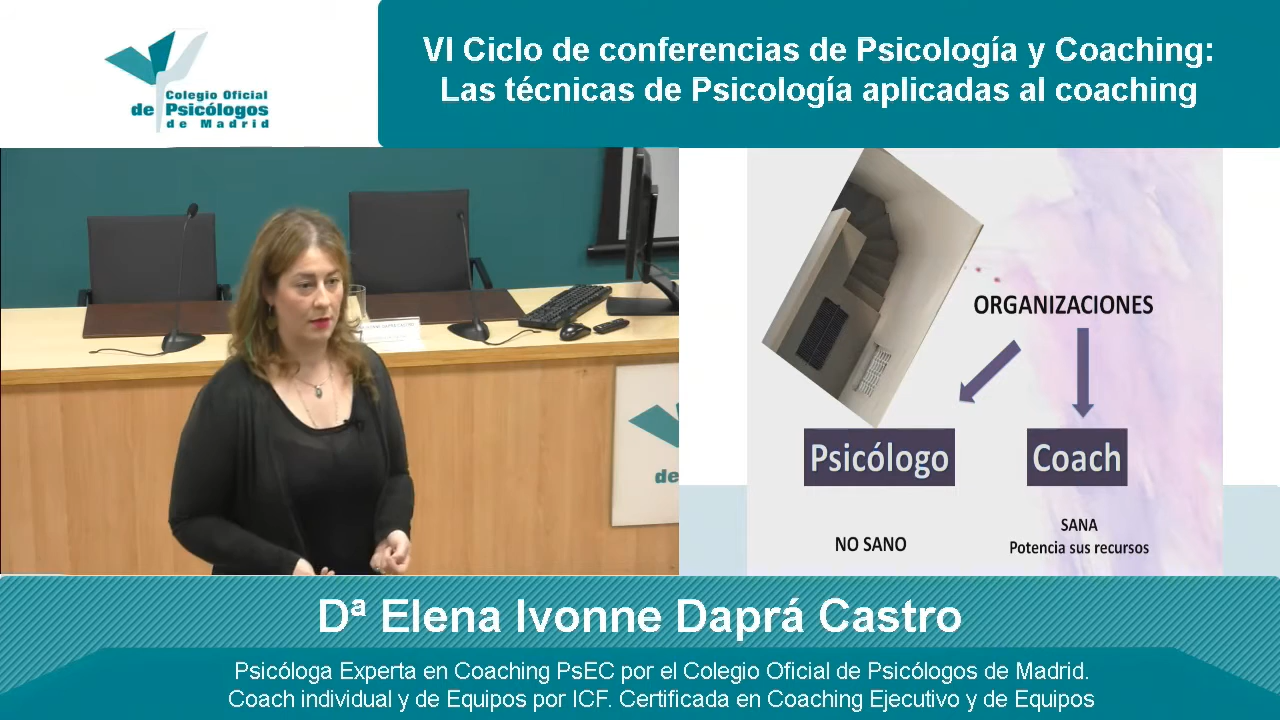 Colegio Oficial
de Psicólogos
de Madrid
VI Ciclo de conferencias de Psicología y Coaching:
Las técnicas de Psicología aplicadas al coaching
ORGANIZACIONES
Psicólogo
Coach
NO SANO
SANA
Potencia sus recursos
de
Dª Elena Ivonne Daprá Castro
Psicóloga Experta en Coaching PsEC por el Colegio Oficial de Psicólogos de Madrid.
Coach individual y de Equipos por ICF. Certificada en Coaching Ejecutivo y de Equipos